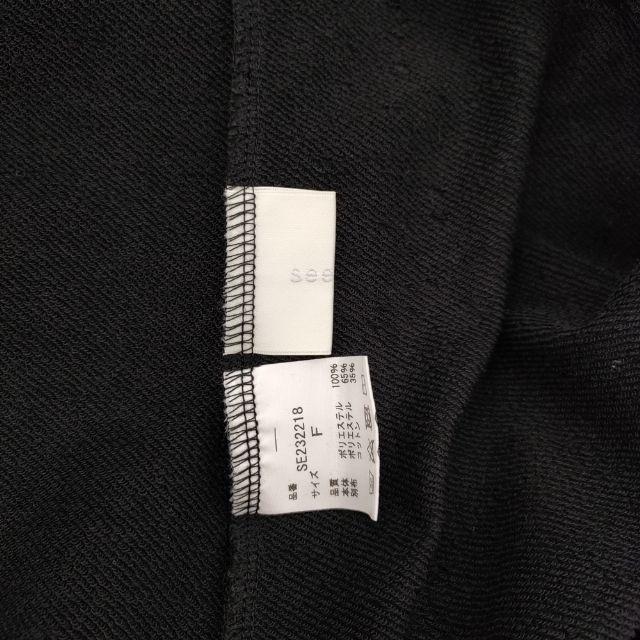 see
品番 SE232218
サイズ F
品質
本体 ポリエステル 100%
別布 ポリエステル 65%
コットン 35%